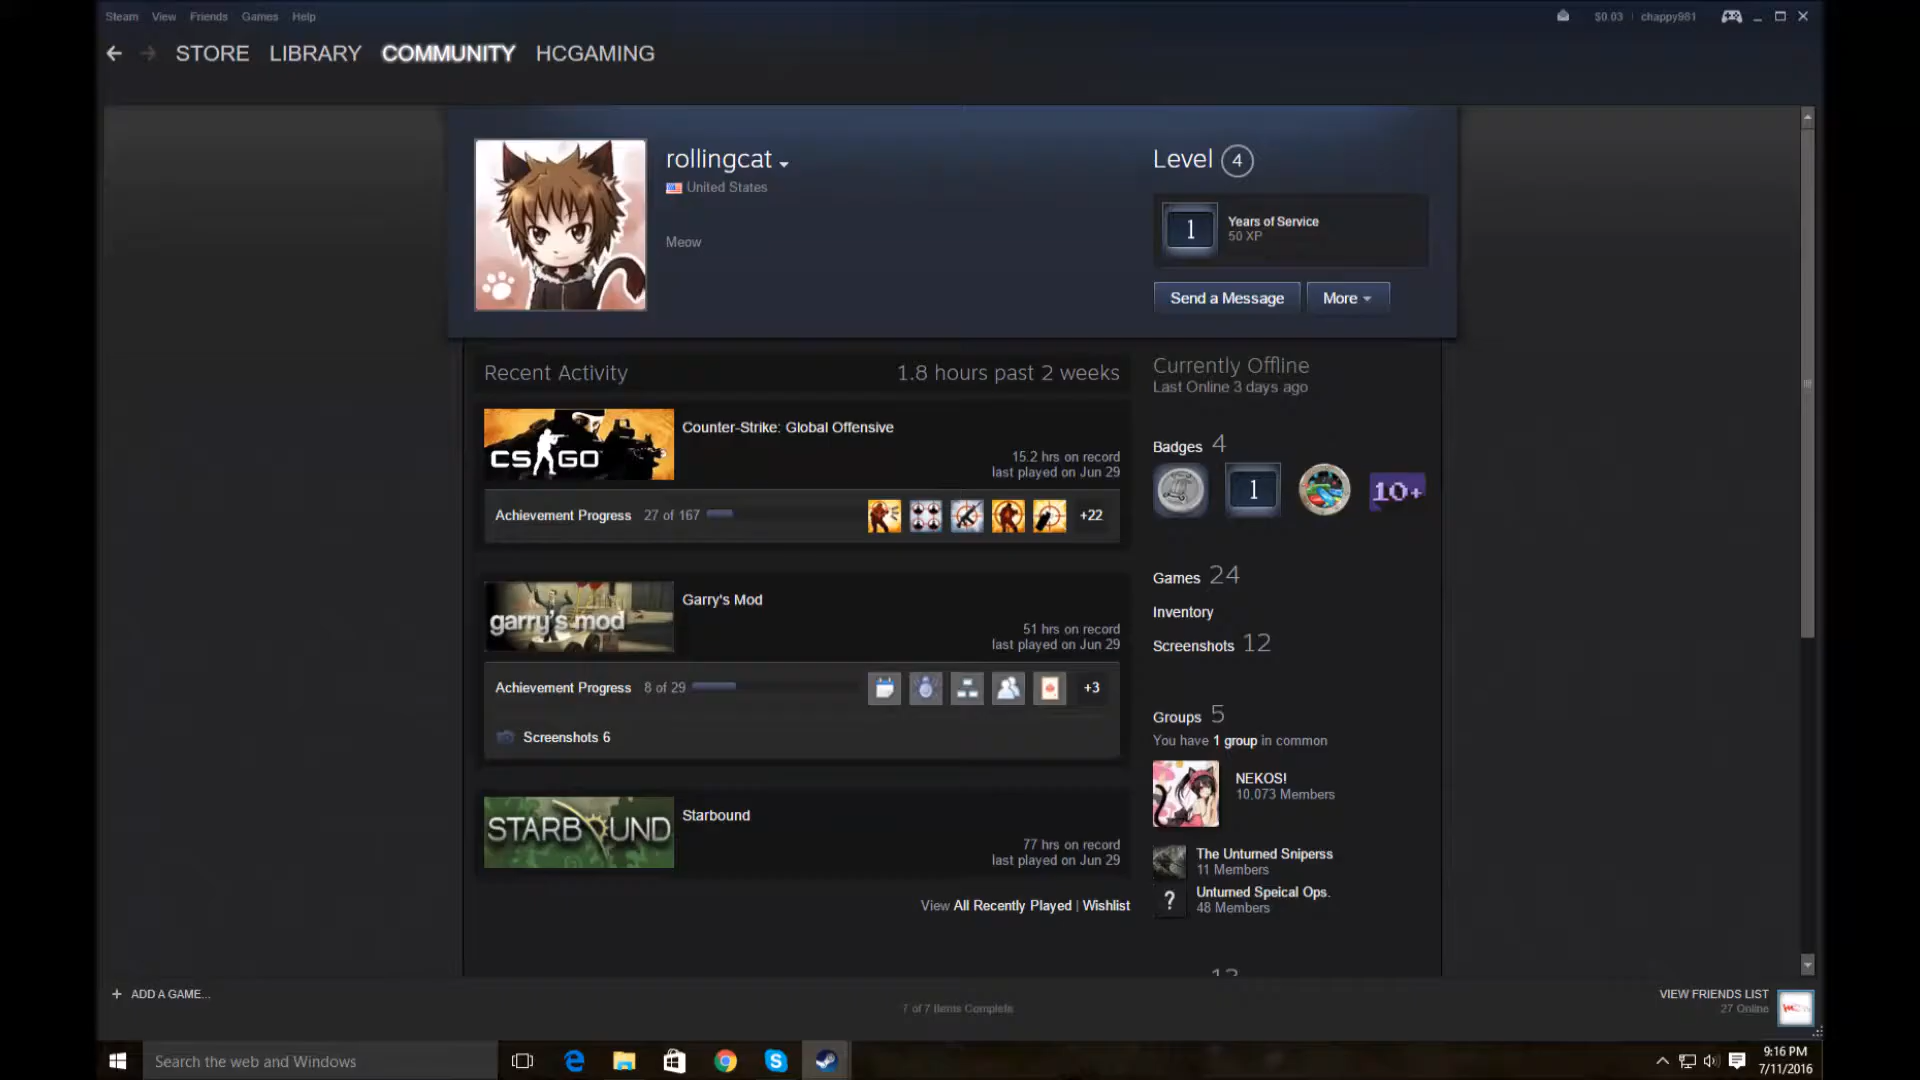 Steam View Friends Games Help
$0.03 chappy981
STORE LIBRARY COMMUNITY HCGAMING
rollingcat
United States
Meow
Level 4
1
Years of Service
50 XP
Send a Message More
Recent Activity 1.8 hours past 2 weeks
CS GO
Counter-Strike: Global Offensive
15.2 hrs on record
last played on Jun 29
Achievement Progress 27 of 167 +22
garry's mod
Garry's Mod
51 hrs on record
last played on Jun 29
Achievement Progress 8 of 29 +3
Screenshots 6
STARBOUND
Starbound
77 hrs on record
last played on Jun 29
View All Recently Played | Wishlist
Currently Offline
Last Online 3 days ago
Badges 4
1 10+
Games 24
Inventory
Screenshots 12
Groups 5
You have 1 group in common
NEKOS!
10,073 Members
The Unturned Sniperss
11 Members
?
Unturned Speical Ops.
48 Members
+ ADD A GAME...
7 of 7 Items Complete
VIEW FRIENDS LIST
27 Online
Search the web and Windows
9:16 PM
7/11/2016